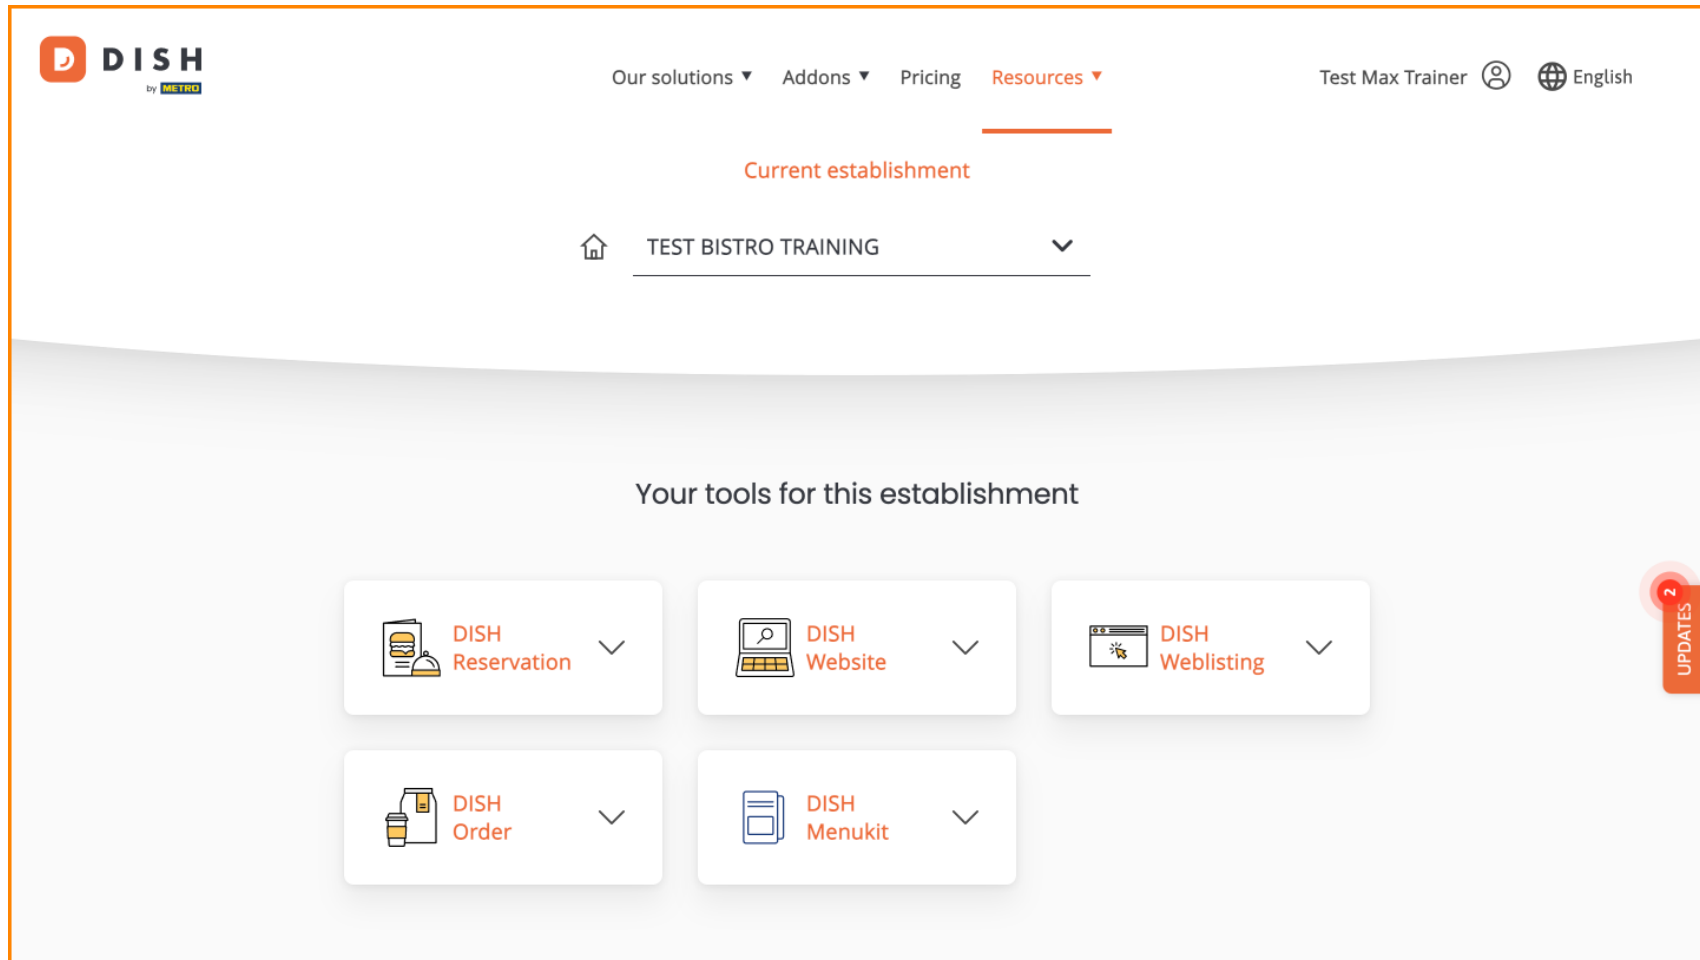 DISH
by METRO
Our solutions ▼ Addons ▼ Pricing Resources ▼ Test Max Trainer English
Current establishment
TEST BISTRO TRAINING
Your tools for this establishment
DISH
Reservation
DISH
Website
DISH
Weblisting
2
UPDATES
DISH
Order
DISH
Menukit